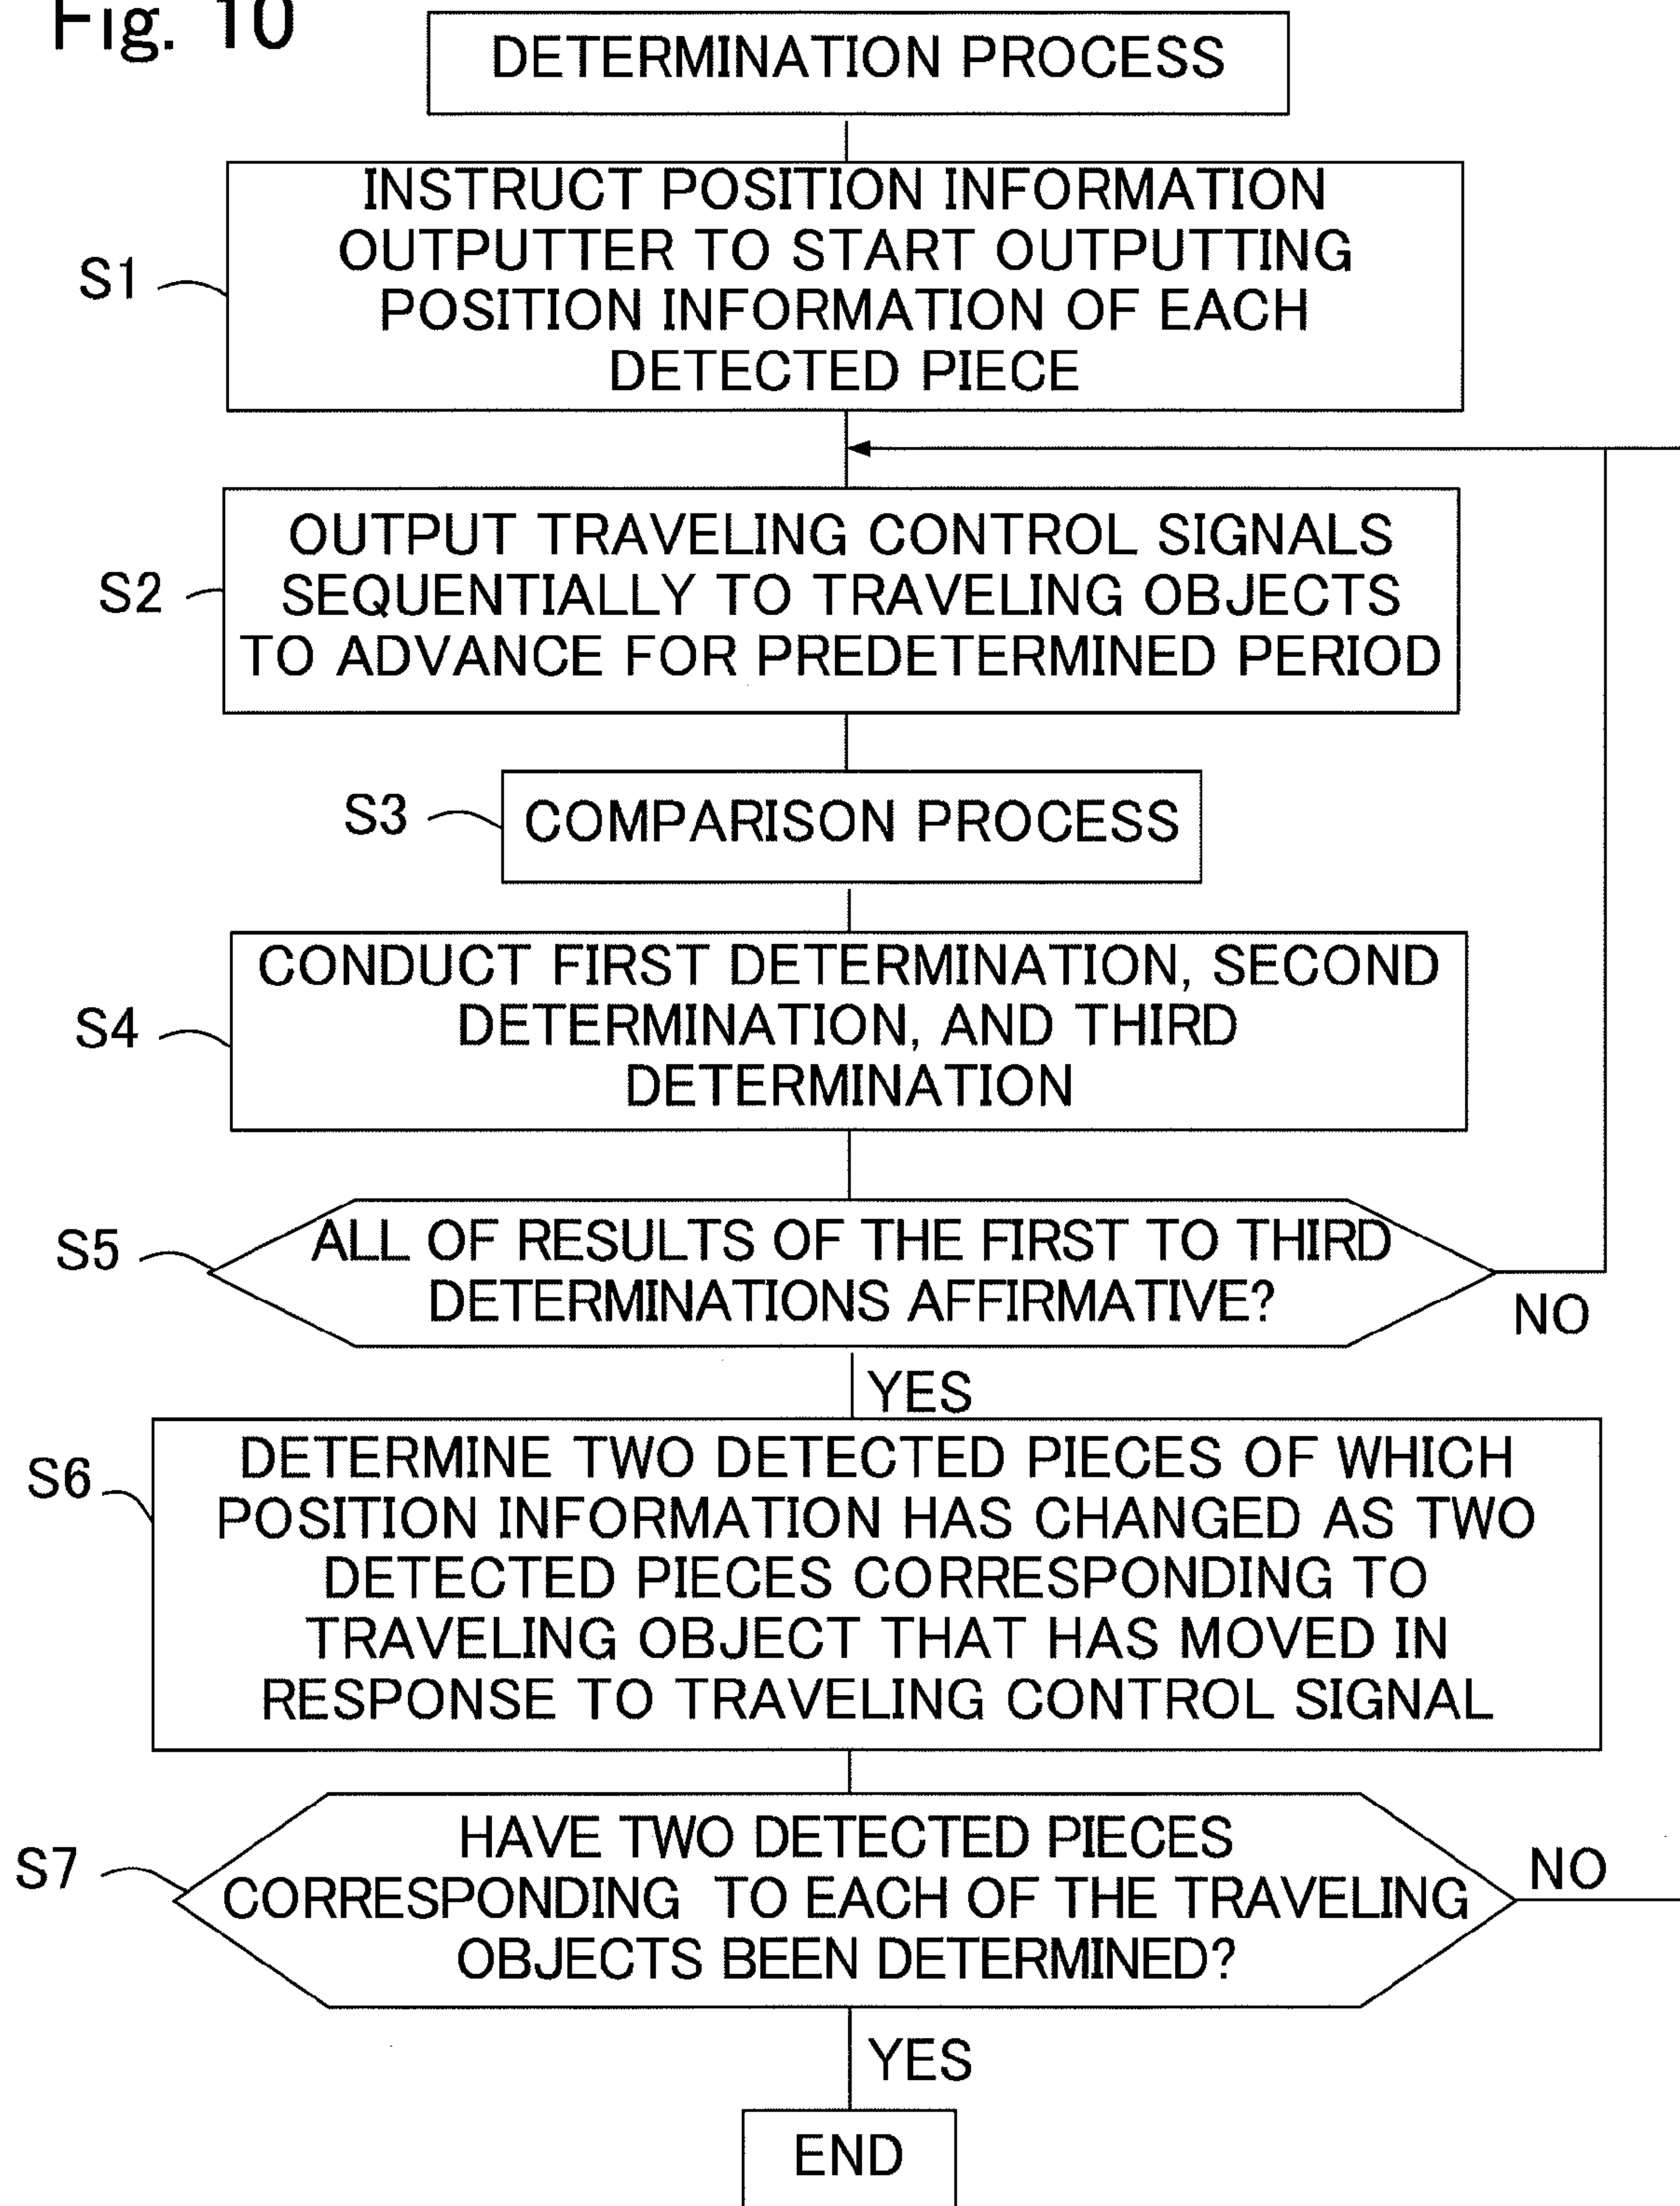 Fig. 10
DETERMINATION PROCESS
S1
INSTRUCT POSITION INFORMATION
OUTPUTTER TO START OUTPUTTING
POSITION INFORMATION OF EACH
DETECTED PIECE
S2
OUTPUT TRAVELING CONTROL SIGNALS
SEQUENTIALLY TO TRAVELING OBJECTS
TO ADVANCE FOR PREDETERMINED PERIOD
S3
COMPARISON PROCESS
S4
CONDUCT FIRST DETERMINATION, SECOND
DETERMINATION, AND THIRD
DETERMINATION
S5
ALL OF RESULTS OF THE FIRST TO THIRD
DETERMINATIONS AFFIRMATIVE?
NO
YES
S6
DETERMINE TWO DETECTED PIECES OF WHICH
POSITION INFORMATION HAS CHANGED AS TWO
DETECTED PIECES CORRESPONDING TO
TRAVELING OBJECT THAT HAS MOVED IN
RESPONSE TO TRAVELING CONTROL SIGNAL
S7
HAVE TWO DETECTED PIECES
CORRESPONDING TO EACH OF THE TRAVELING
OBJECTS BEEN DETERMINED?
NO
YES
END